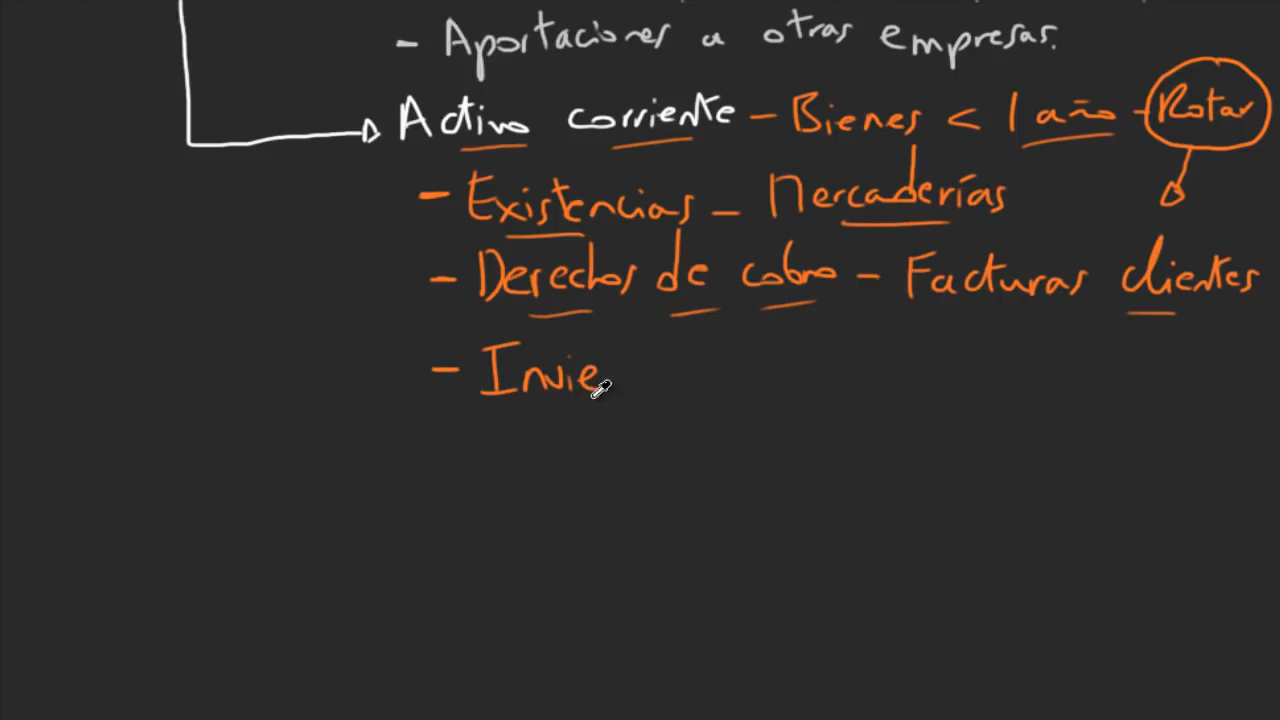 - Aportaciones a otras empresas.
Activo corriente - Bienes < 1 año - Rotar
- Existencias - Mercaderías
- Derechos de cobro - Facturas clientes
- Invie